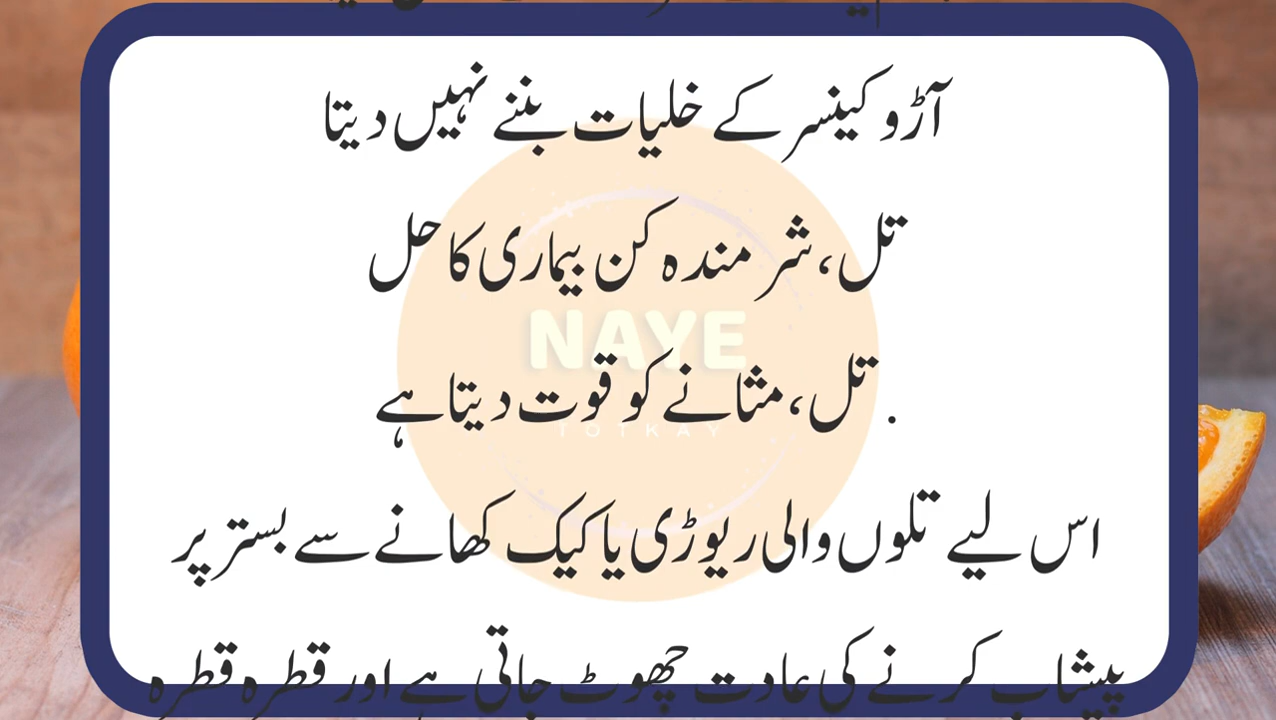 آڑو کینسر کے خلیات بننے نہیں دیتا
تل، شرمندہ کن بیماری کا حل
NAYE
. تل، مثانے کو قوت دیتا ہے
TOTKAY
اس لیے تلوں والی ریوڑی یا کیک کھانے سے بستر پر
پیشاب کرنے کی عادت چھوٹ جاتی ہے اور قطرہ قطرہ